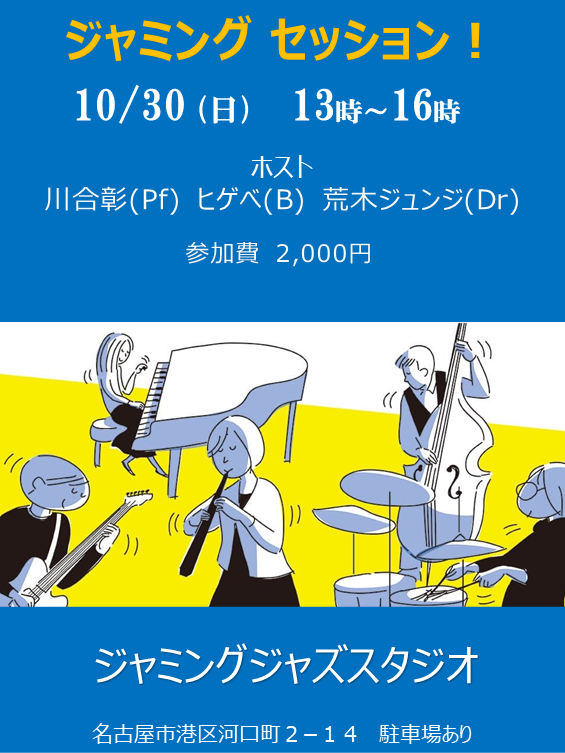 ジャミング セッション！
10/30 (日) 13時～16時
ホスト
川合彰(Pf) ヒゲベ(B) 荒木ジュンジ(Dr)
参加費 2,000円
ジャミングジャズスタジオ
名古屋市港区河口町２－１４ 駐車場あり